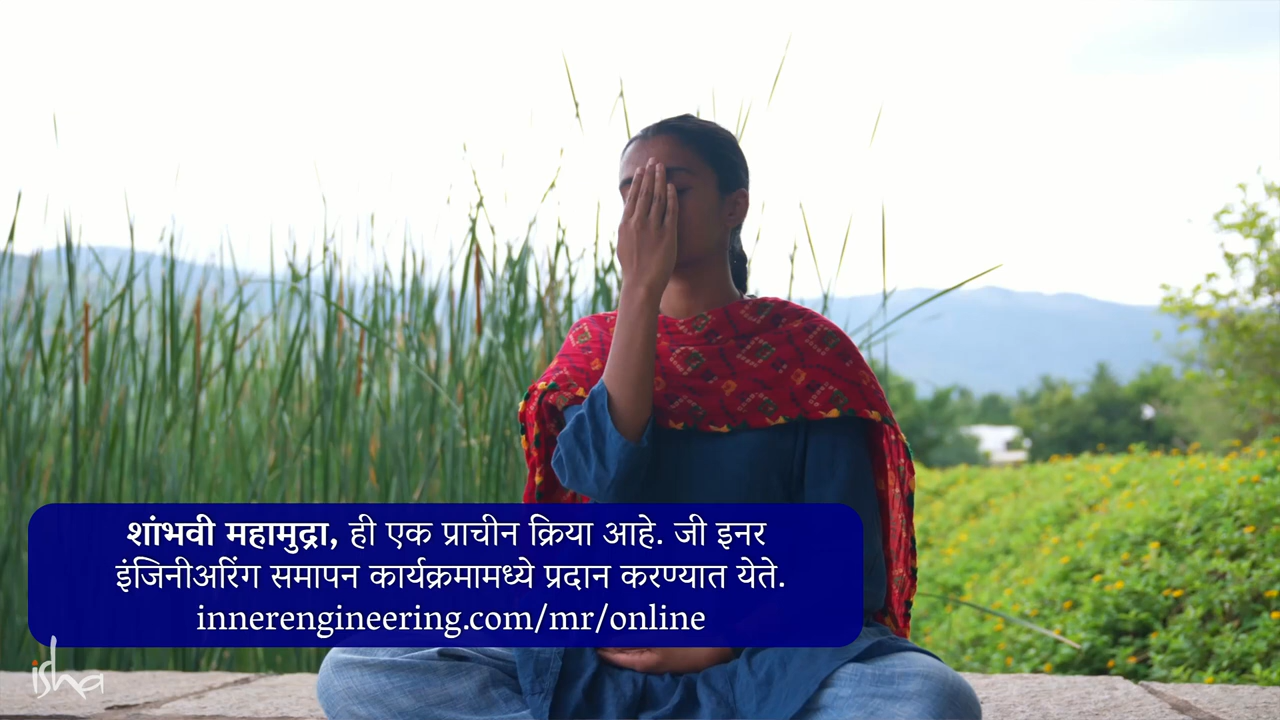 शांभवी महामुद्रा, ही एक प्राचीन क्रिया आहे. जी इनर
इंजिनीअरिंग समापन कार्यक्रमामध्ये प्रदान करण्यात येते.
innerengineering.com/mr/online
isha